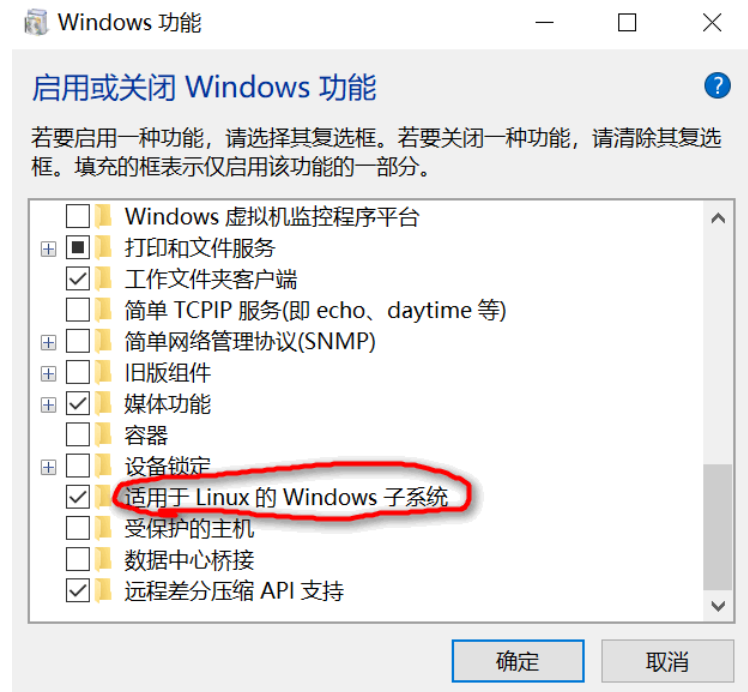 Windows 功能
启用或关闭 Windows 功能
?
若要启用一种功能，请选择其复选框。若要关闭一种功能，请清除其复选
框。填充的框表示仅启用该功能的一部分。
Windows 虚拟机监控程序平台
打印和文件服务
工作文件夹客户端
简单 TCPIP 服务(即 echo、daytime 等)
简单网络管理协议(SNMP)
旧版组件
媒体功能
容器
设备锁定
适用于 Linux 的 Windows 子系统
受保护的主机
数据中心桥接
远程差分压缩 API 支持
确定 取消